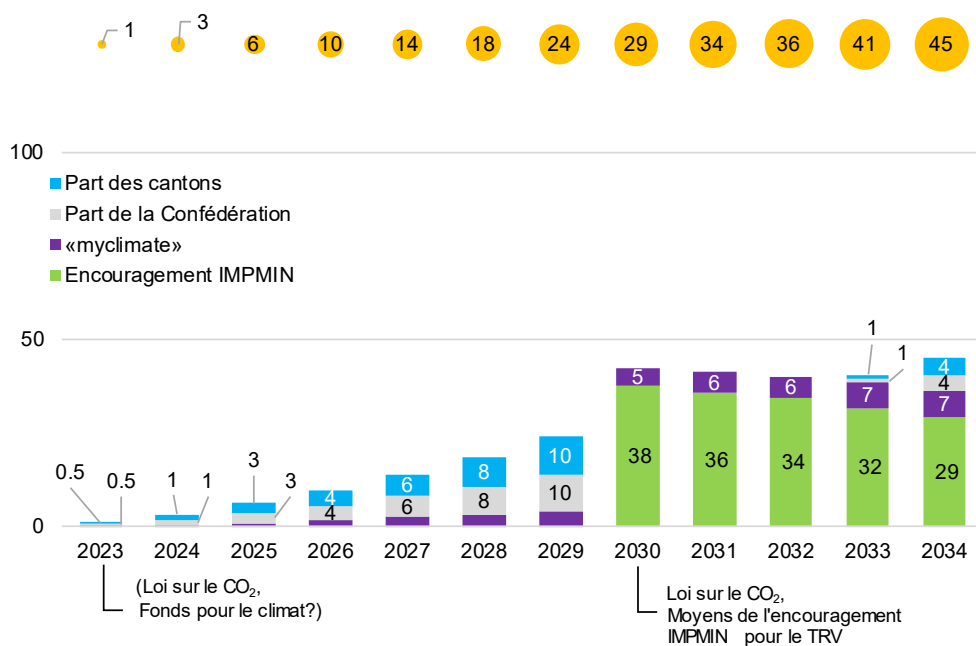 1 3 6 10 14 18 24 29 34 36 41 45
100
Part des cantons
Part de la Confédération
«myclimate»
Encouragement IMPMIN
50
1
1
4
5 6 6 7 4
7
3
10
0.5 0.5 1 1 3 4 6 8 10 38 36 34 32 29
4 6 8
0
2023 2024 2025 2026 2027 2028 2029 2030 2031 2032 2033 2034
(Loi sur le CO₂,
Fonds pour le climat?)
Loi sur le CO₂,
Moyens de l'encouragement
IMPMIN pour le TRV